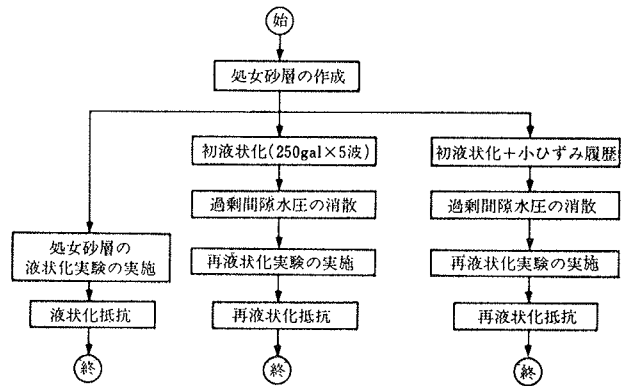 始
処女砂層の作成
初液状化(250gal×5波)
初液状化＋小ひずみ履歴
過剰間隙水圧の消散
過剰間隙水圧の消散
処女砂層の
液状化実験の実施
再液状化実験の実施
再液状化実験の実施
液状化抵抗
再液状化抵抗
再液状化抵抗
終
終
終